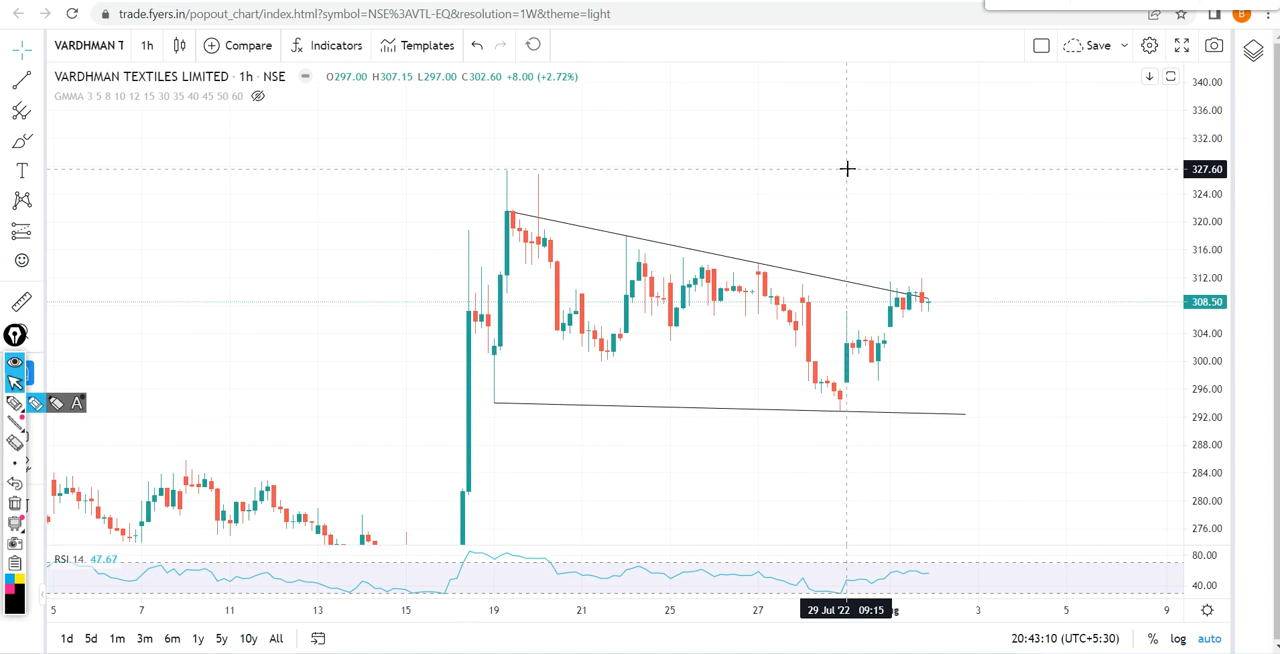 trade.fyers.in/popout_chart/index.html?symbol=NSE%3AVTL-EQ&resolution=1W&theme=light
B
VARDHMAN T 1h Compare Indicators Templates Save
VARDHMAN TEXTILES LIMITED · 1h · NSE O297.00 H307.15 L297.00 C302.60 +8.00 (+2.72%)
GMMA 3 5 8 10 12 15 30 35 40 45 50 60
340.00
336.00
332.00
327.60
324.00
320.00
316.00
312.00
308.50
304.00
300.00
296.00
292.00
288.00
284.00
280.00
276.00
T
A
RSI 14 47.67
80.00
40.00
5 7 11 13 15 19 21 25 27 29 Jul '22 09:15 ug 3 5 9
1d 5d 1m 3m 6m 1y 5y 10y All
20:43:10 (UTC+5:30) % log auto